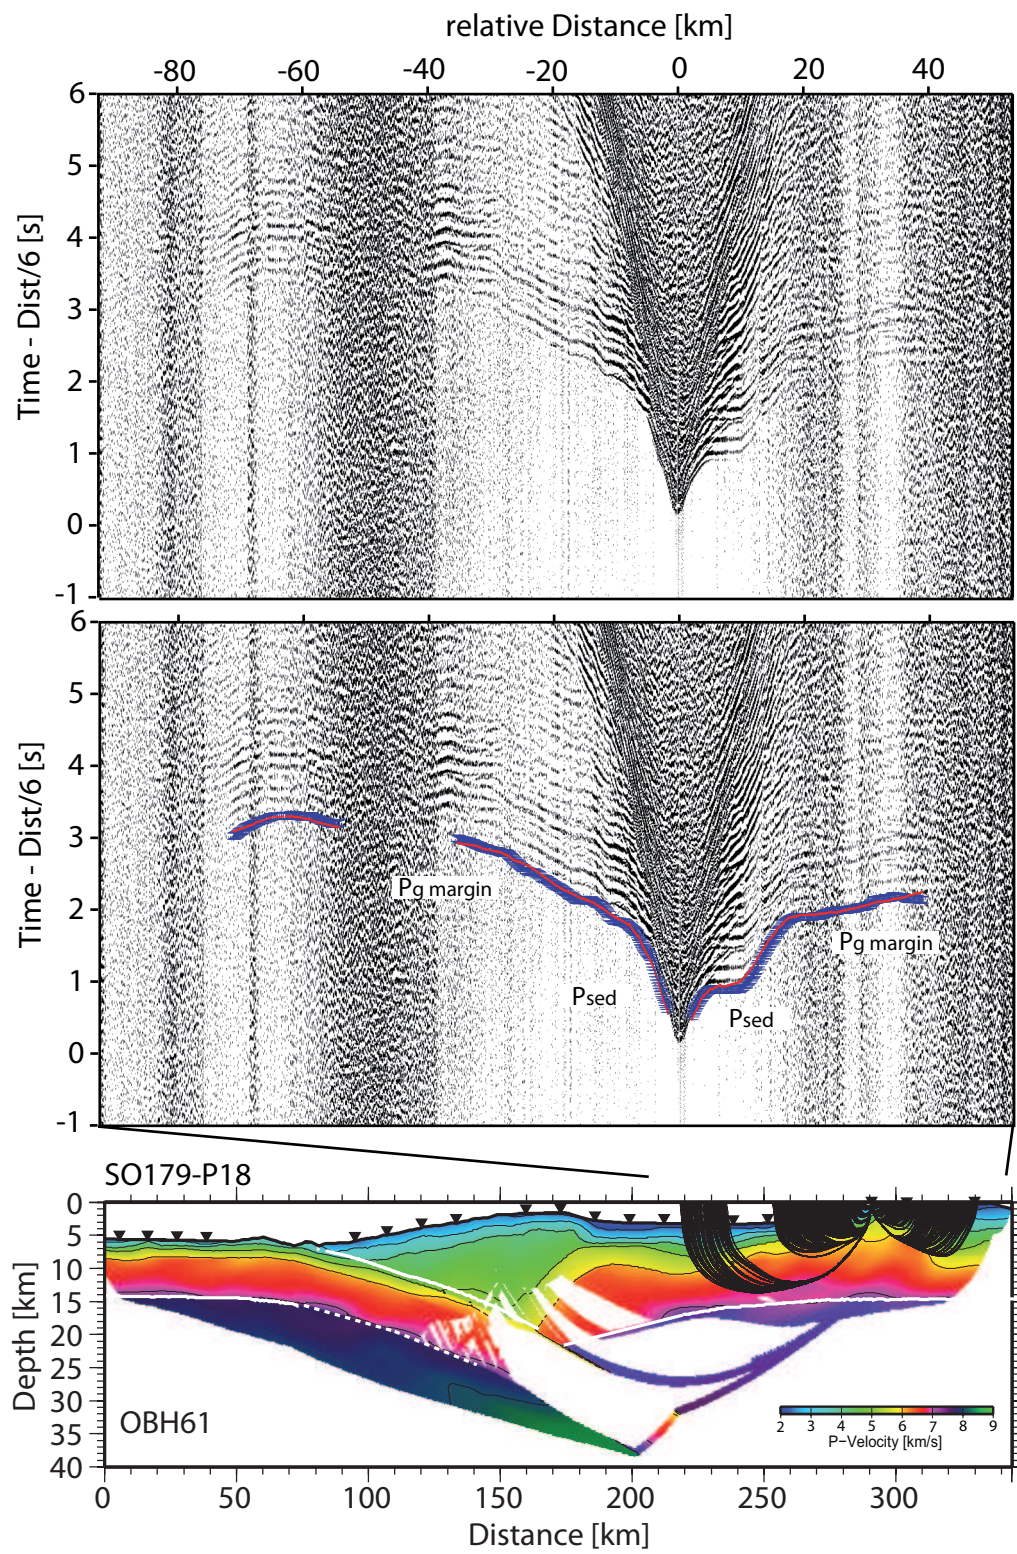 relative Distance [km]
-80 -60 -40 -20 0 20 40
6
5
4
3
2
1
0
-1
Time - Dist/6 [s]
6
5
4
3
2
1
0
-1
Time - Dist/6 [s]
Pg margin
Pg margin
Psed
Psed
SO179-P18
0
5
10
15
20
25
30
35
40
Depth [km]
OBH61
2 3 4 5 6 7 8 9
P-Velocity [km/s]
0 50 100 150 200 250 300
Distance [km]